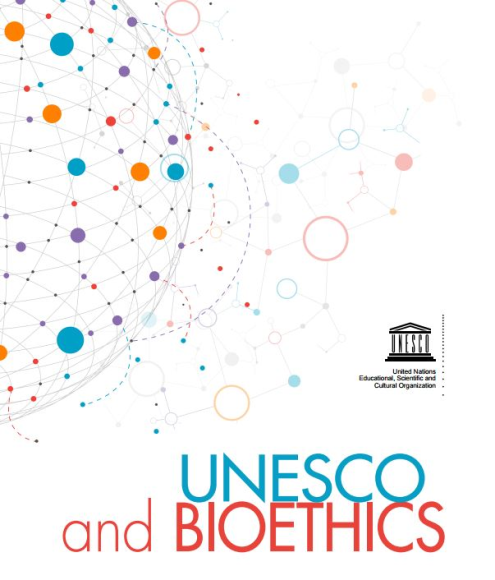 UNESCO
United Nations
Educational, Scientific and
Cultural Organization
UNESCO
and BIOETHICS